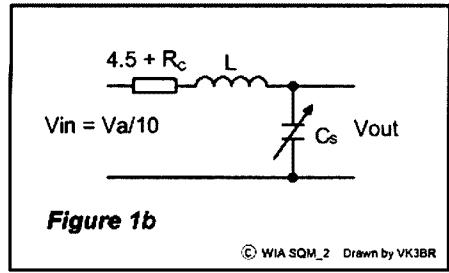 4.5 + Rc
L
Vin = Va/10
Cs
Vout
Figure 1b
© WIA SQM_2 Drawn by VK3BR